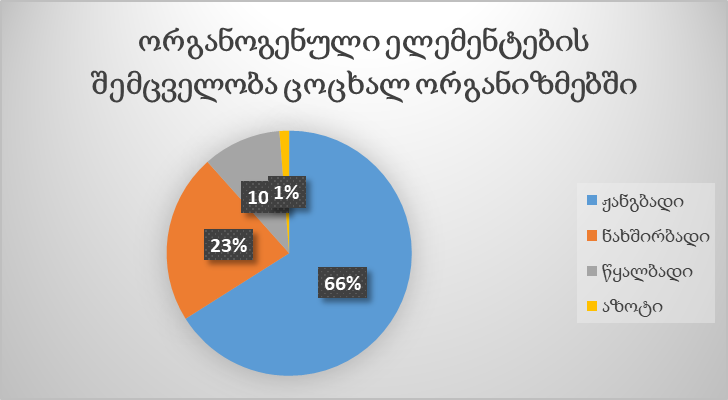 ორგანოგენული ელემენტების
შემცველობა ცოცხალ ორგანიზმებში
10
1%
23%
66%
ჟანგბადი
ნახშირბადი
წყალბადი
აზოტი